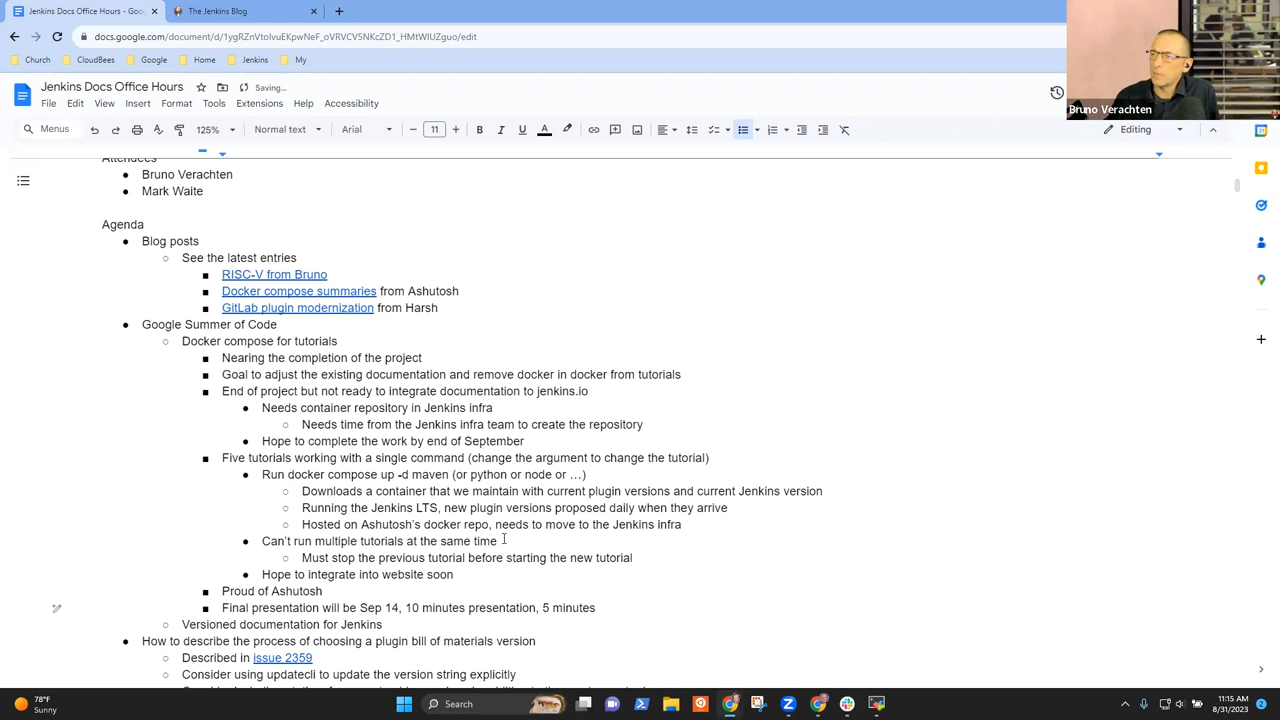 Jenkins Docs Office Hours - Goo
The Jenkins Blog
docs.google.com/document/d/1ygRZnVtoIvuEKpwNeF_oVRVCV5NKcZD1_HMtWIUZguo/edit
Church
CloudBees
Google
Home
Jenkins
My
Jenkins Docs Office Hours
Saving...
File Edit View Insert Format Tools Extensions Help Accessibility
Menus
125%
Normal text
Arial
11
Editing
Bruno Verachten
Attendees
Bruno Verachten
Mark Waite
Agenda
Blog posts
See the latest entries
RISC-V from Bruno
Docker compose summaries from Ashutosh
GitLab plugin modernization from Harsh
Google Summer of Code
Docker compose for tutorials
Nearing the completion of the project
Goal to adjust the existing documentation and remove docker in docker from tutorials
End of project but not ready to integrate documentation to jenkins.io
Needs container repository in Jenkins infra
Needs time from the Jenkins infra team to create the repository
Hope to complete the work by end of September
Five tutorials working with a single command (change the argument to change the tutorial)
Run docker compose up -d maven (or python or node or …)
Downloads a container that we maintain with current plugin versions and current Jenkins version
Running the Jenkins LTS, new plugin versions proposed daily when they arrive
Hosted on Ashutosh's docker repo, needs to move to the Jenkins infra
Can't run multiple tutorials at the same time
Must stop the previous tutorial before starting the new tutorial
Hope to integrate into website soon
Proud of Ashutosh
Final presentation will be Sep 14, 10 minutes presentation, 5 minutes
Versioned documentation for Jenkins
How to describe the process of choosing a plugin bill of materials version
Described in issue 2359
Consider using updatecli to update the version string explicitly
78°F
Sunny
Search
11:15 AM
8/31/2023